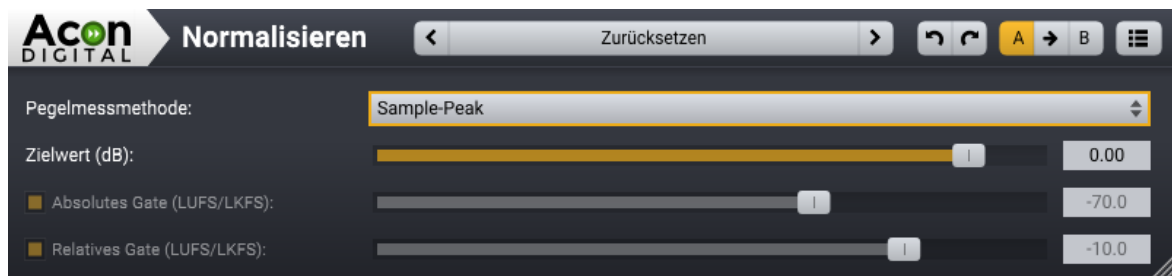 Acon DIGITAL Normalisieren Zurücksetzen A B
Pegelmessmethode: Sample-Peak
Zielwert (dB): 0.00
Absolutes Gate (LUFS/LKFS): -70.0
Relatives Gate (LUFS/LKFS): -10.0